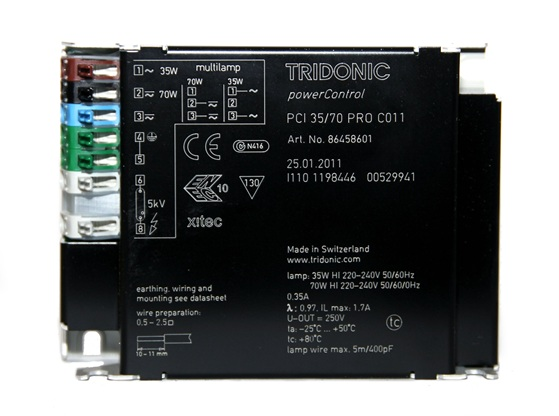 multilamp
1 ~ 35W
70W 35W
2 ⎓ 70W
3 ~
1
2
3
1
2
3
4
5
6
5kV
8
CE
N416
10
130
xitec
TRIDONIC
powerControl
PCI 35/70 PRO C011
Art. No. 86458601
25.01.2011
I110 1198446 00529941
Made in Switzerland
www.tridonic.com
lamp: 35W HI 220-240V 50/60Hz
70W HI 220-240V 50/60/0Hz
0.35A
λ: 0,97, IL max: 1.7A
U-OUT = 250V
ta: -25°C ... +50°C
tc: +80°C
lamp wire max. 5m/400pF
tc
earthing, wiring and
mounting see datasheet
wire preparation:
0.5 - 2.5
10 - 11 mm